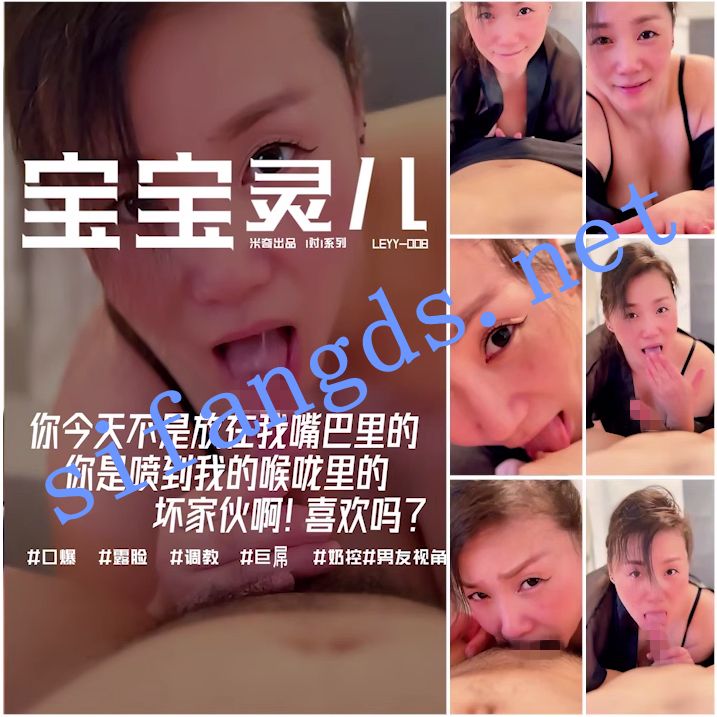 宝宝灵儿
米奇出品 I时I系列 LEYY-008
sifangds.net
你今天不是放在我嘴巴里的
你是喷到我的喉咙里的
坏家伙啊！喜欢吗？
#口爆 #露脸 #调教 #巨屌 #奶控#男友视角